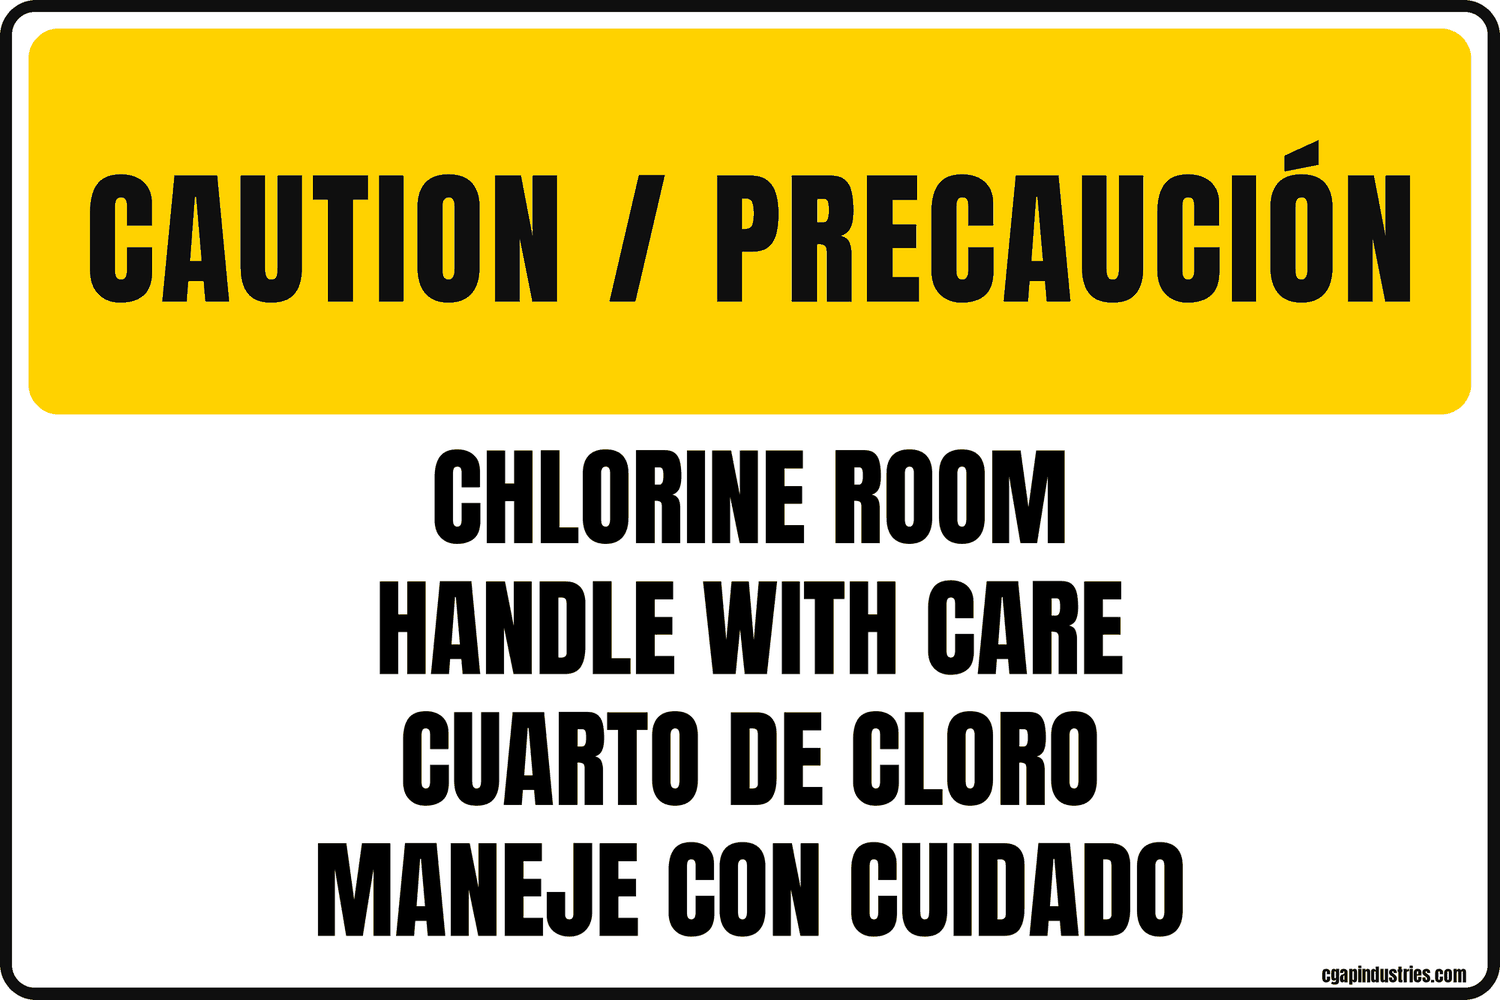 CAUTION / PRECAUCIÓN
CHLORINE ROOM
HANDLE WITH CARE
CUARTO DE CLORO
MANEJE CON CUIDADO
cgapindustries.com